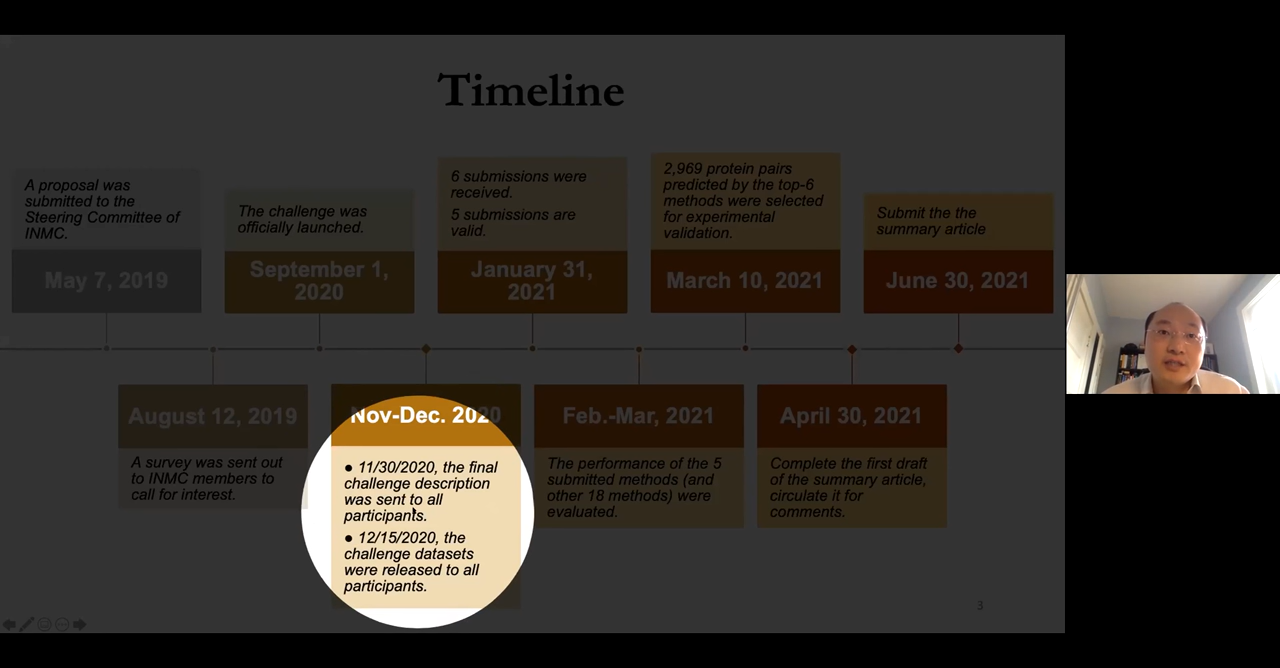 Timeline
A proposal was
submitted to the
Steering Committee of
INMC.
May 7, 2019
The challenge was
officially launched.
September 1,
2020
6 submissions were
received.
5 submissions are
valid.
January 31,
2021
2,969 protein pairs
predicted by the top-6
methods were selected
for experimental
validation.
March 10, 2021
Submit the the
summary article
June 30, 2021
August 12, 2019
A survey was sent out
to INMC members to
call for interest.
Nov-Dec. 2020
● 11/30/2020, the final
challenge description
was sent to all
participants.
● 12/15/2020, the
challenge datasets
were released to all
participants.
Feb.-Mar, 2021
The performance of the 5
submitted methods (and
other 18 methods) were
evaluated.
April 30, 2021
Complete the first draft
of the summary article,
circulate it for
comments.
3